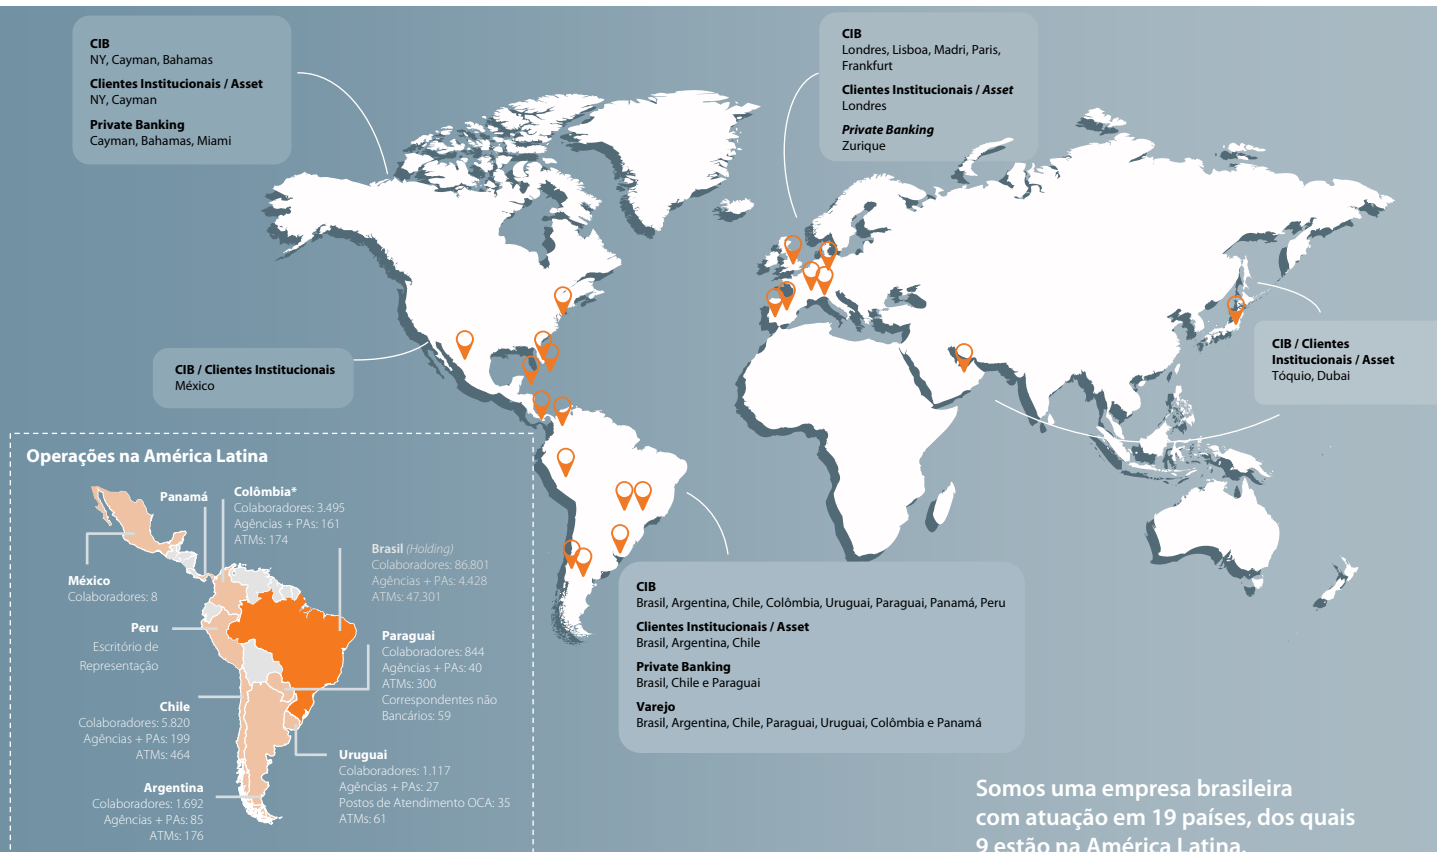 CIB
NY, Cayman, Bahamas
Clientes Institucionais / Asset
NY, Cayman
Private Banking
Cayman, Bahamas, Miami
CIB
Londres, Lisboa, Madri, Paris,
Frankfurt
Clientes Institucionais / Asset
Londres
Private Banking
Zurique
CIB / Clientes
Institucionais / Asset
Tóquio, Dubai
CIB / Clientes Institucionais
México
Operações na América Latina
Panamá
Colômbia*
Colaboradores: 3.495
Agências + PAs: 161
ATMs: 174
Brasil (Holding)
Colaboradores: 86.801
Agências + PAs: 4.428
ATMs: 47.301
México
Colaboradores: 8
Peru
Escritório de
Representação
Paraguai
Colaboradores: 844
Agências + PAs: 40
ATMs: 300
Correspondentes não
Bancários: 59
Chile
Colaboradores: 5.820
Agências + PAs: 199
ATMs: 464
Uruguai
Colaboradores: 1.117
Agências + PAs: 27
Postos de Atendimento OCA: 35
ATMs: 61
Argentina
Colaboradores: 1.692
Agências + PAs: 85
ATMs: 176
CIB
Brasil, Argentina, Chile, Colômbia, Uruguai, Paraguai, Panamá, Peru
Clientes Institucionais / Asset
Brasil, Argentina, Chile
Private Banking
Brasil, Chile e Paraguai
Varejo
Brasil, Argentina, Chile, Paraguai, Uruguai, Colômbia e Panamá
Somos uma empresa brasileira
com atuação em 19 países, dos quais
9 estão na América Latina.